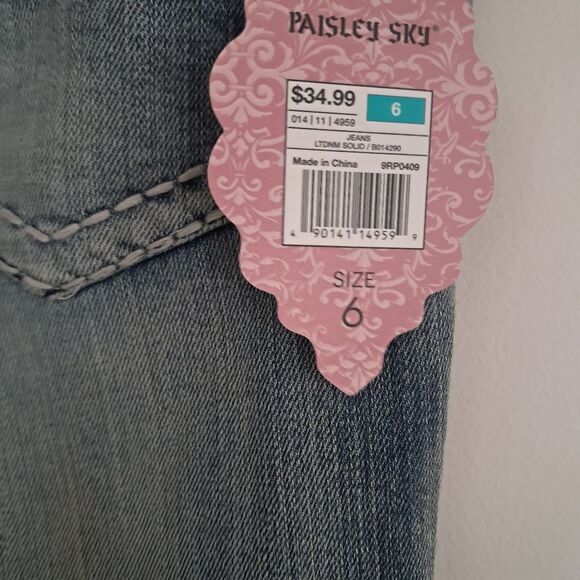 PAISLEY SKY®
$34.99 6
014 | 11 | 4959
JEANS
LTDNM SOLID / B014290
Made in China 9RP0409
4 90141 14959 9
SIZE
6